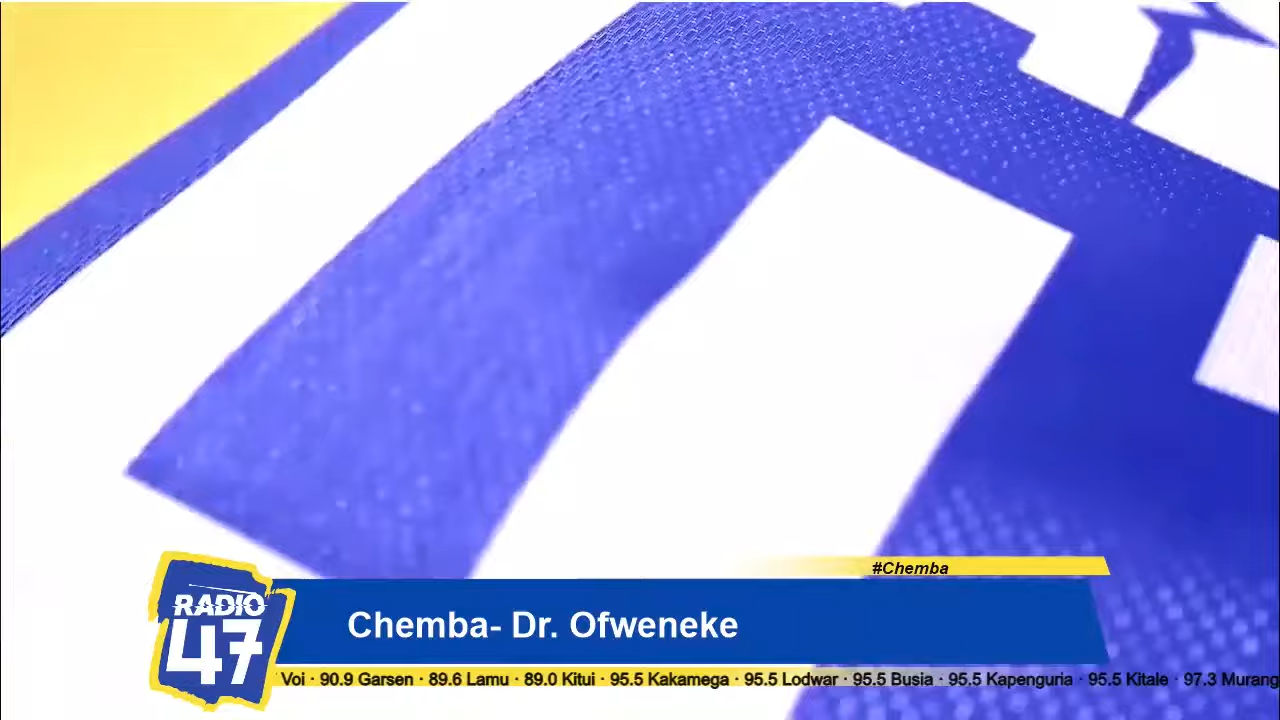 #Chemba
RADIO
47
Chemba- Dr. Ofweneke
Voi · 90.9 Garsen · 89.6 Lamu · 89.0 Kitui · 95.5 Kakamega · 95.5 Lodwar · 95.5 Busia · 95.5 Kapenguria · 95.5 Kitale · 97.3 Murang